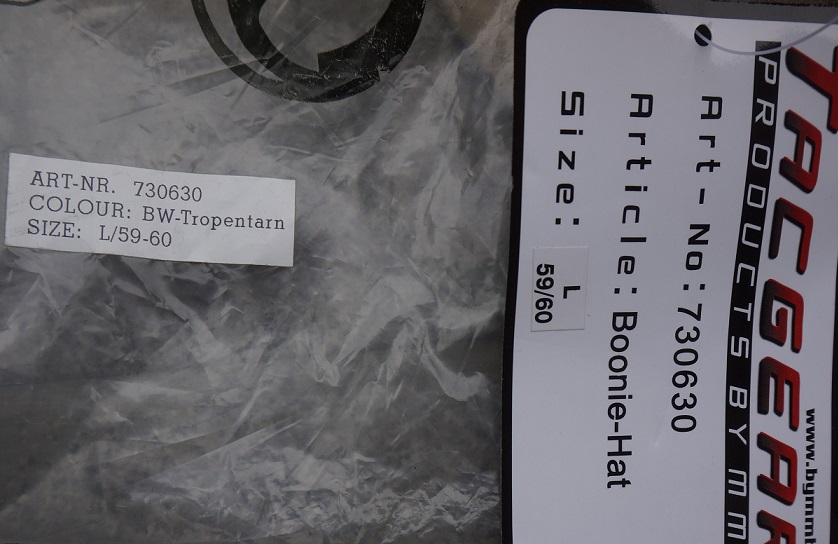 ART-NR. 730630
COLOUR: BW-Tropentarn
SIZE: L/59-60
TACGEAR
PRODUCTS BY MM
Art-No:730630
Article: Boonie-Hat
Size: L
59/60